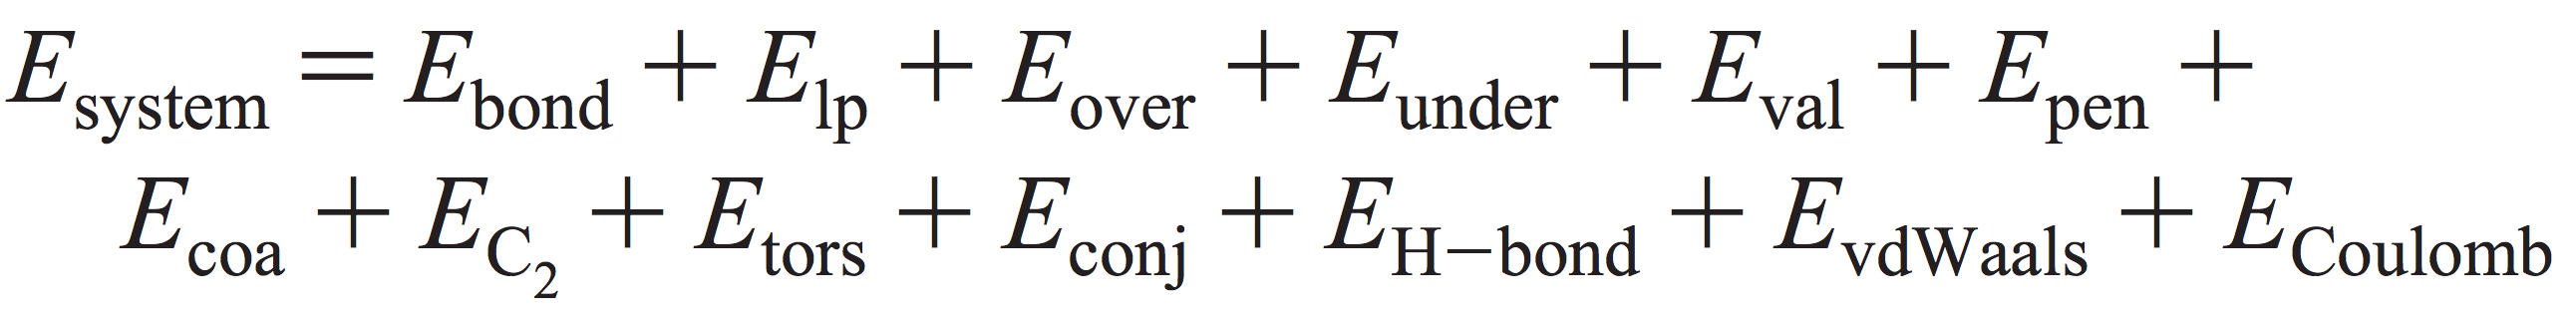 E_system = E_bond + E_lp + E_over + E_under + E_val + E_pen +
E_coa + E_C₂ + E_tors + E_conj + E_H−bond + E_vdWaals + E_Coulomb